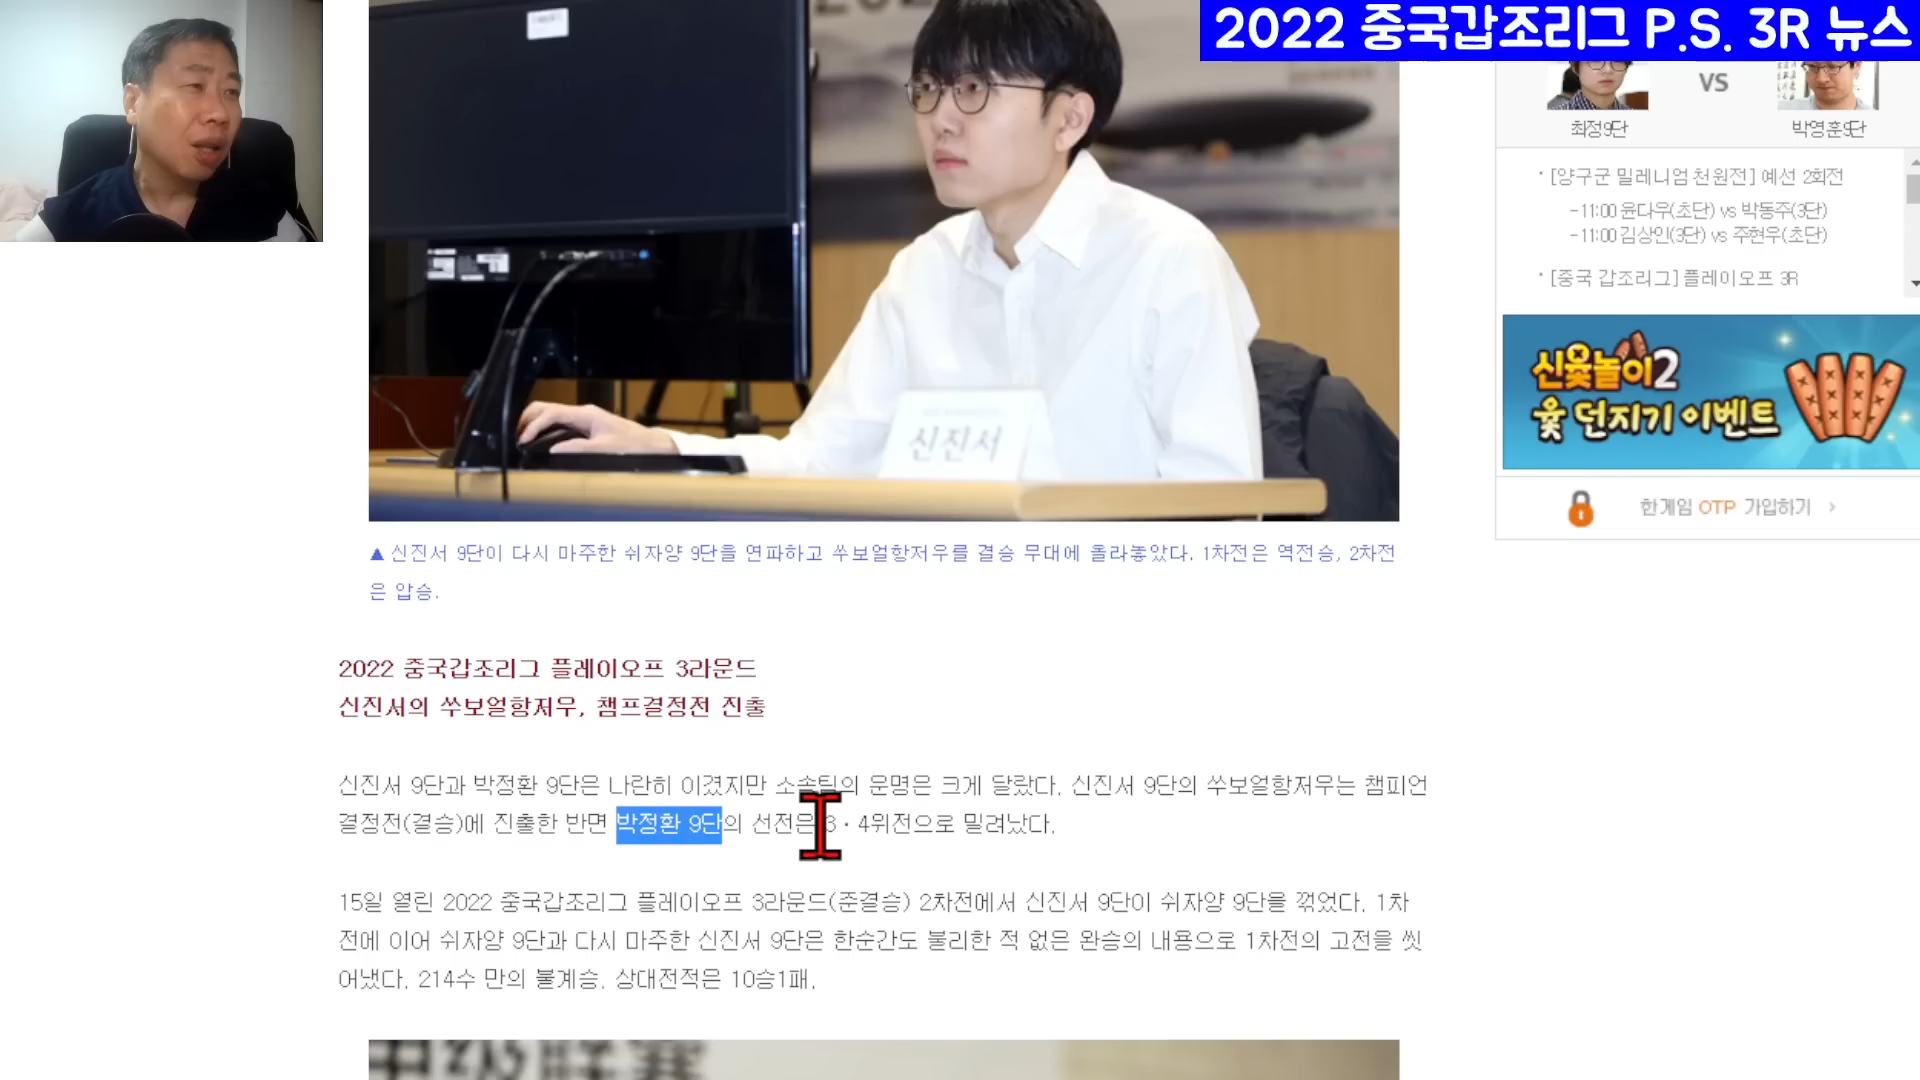 2022 중국갑조리그 P.S. 3R 뉴스
VS
최정9단
박영훈9단
[양구군 밀레니엄 천원전] 예선 2회전
-11:00 윤다우(초단) vs 박동주(3단)
-11:00 김상인(3단) vs 주현우(초단)
[중국 갑조리그] 플레이오프 3R
신윷놀이2
윷 던지기 이벤트
한게임 OTP 가입하기
신진서
▲ 신진서 9단이 다시 마주한 쉬자양 9단을 연파하고 쑤보얼항저우를 결승 무대에 올라놓았다. 1차전은 역전승, 2차전
은 압승.
2022 중국갑조리그 플레이오프 3라운드
신진서의 쑤보얼항저우, 챔프결정전 진출
신진서 9단과 박정환 9단은 나란히 이겼지만 소속팀의 운명은 크게 달랐다. 신진서 9단의 쑤보얼항저우는 챔피언
결정전(결승)에 진출한 반면 박정환 9단의 선전은 3·4위전으로 밀려났다.
15일 열린 2022 중국갑조리그 플레이오프 3라운드(준결승) 2차전에서 신진서 9단이 쉬자양 9단을 꺾었다. 1차
전에 이어 쉬자양 9단과 다시 마주한 신진서 9단은 한순간도 불리한 적 없은 완승의 내용으로 1차전의 고전을 씻
어냈다. 214수 만의 불계승. 상대전적은 10승1패.